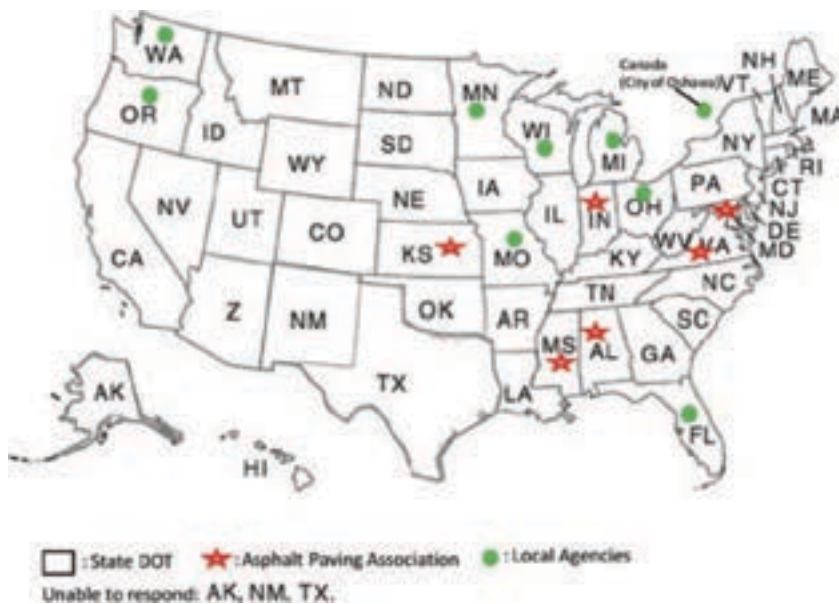 Canada
(City of Oshawa)
VT
NH
ME
MA
WA
MT
ND
MN
OR
ID
SD
WI
MI
NY
RI
WY
CT
NV
NE
IA
PA
NJ
UT
IL
IN
OH
DE
CA
CO
KS
MO
WV
VA
MD
KY
Z
NM
OK
AR
TN
NC
SC
MS
AL
GA
TX
LA
AK
FL
HI
: State DOT : Asphalt Paving Association : Local Agencies
Unable to respond: AK, NM, TX,